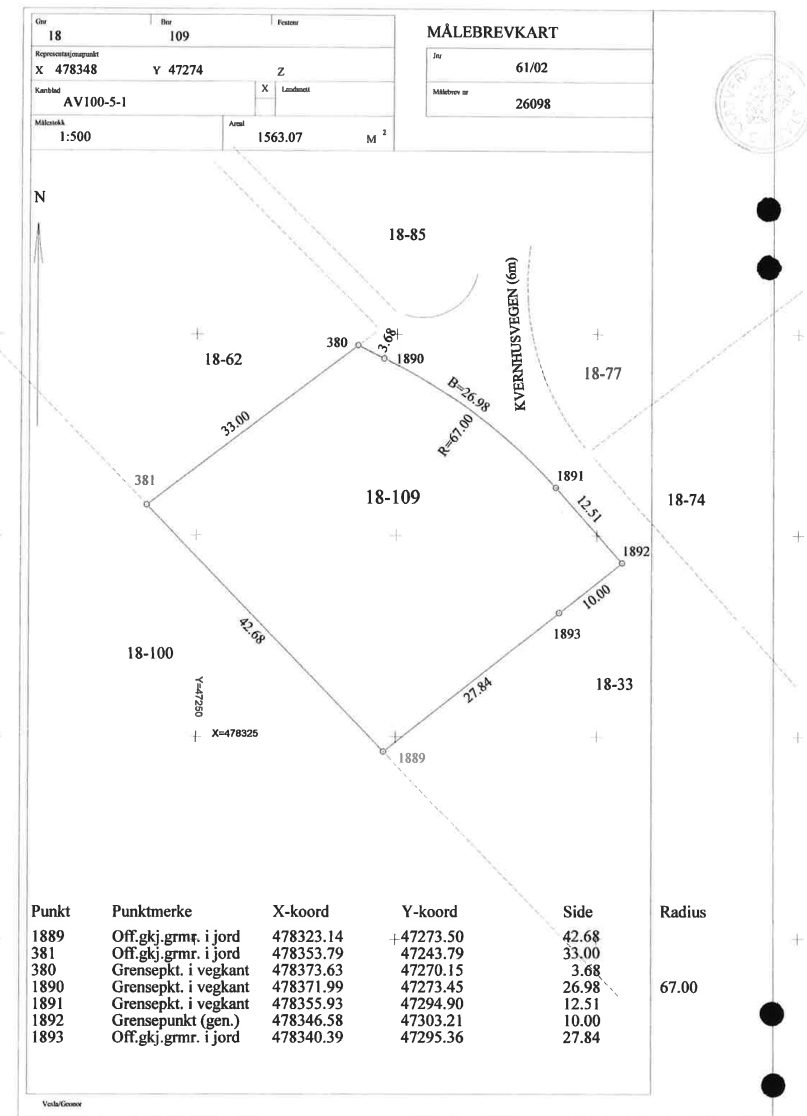 Gnr Bnr Festenr
18 109
MÅLEBREVKART
Representasjonspunkt
X 478348 Y 47274 Z
Jnr
61/02
Kartblad X Landsnett
AV100-5-1
Målebrev nr
26098
Målestokk Areal
1:500 1563.07 M 2
N
18-85
KVERNHUSVEGEN (6m)
380
3.68
1890
18-62
18-77
B=26.98
R=67.00
33.00
381
1891
18-109
18-74
12.51
1892
10.00
1893
42.68
18-100
18-33
27.84
Y=47250
X=478325
1889
Punkt Punktmerke X-koord Y-koord Side Radius
1889 Off.gkj.grmr. i jord 478323.14 47273.50 42.68
381 Off.gkj.grmr. i jord 478353.79 47243.79 33.00
380 Grensepkt. i vegkant 478373.63 47270.15 3.68
1890 Grensepkt. i vegkant 478371.99 47273.45 26.98 67.00
1891 Grensepkt. i vegkant 478355.93 47294.90 12.51
1892 Grensepunkt (gen.) 478346.58 47303.21 10.00
1893 Off.gkj.grmr. i jord 478340.39 47295.36 27.84